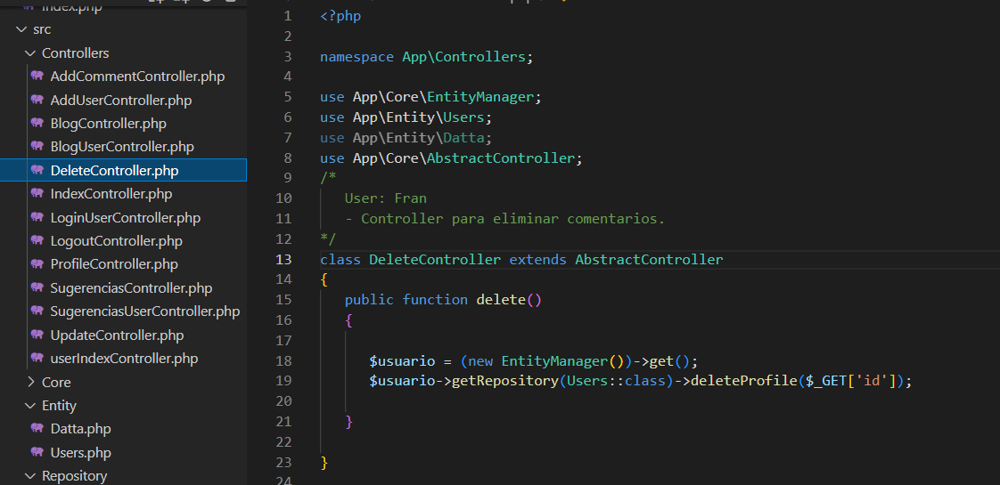 index.php
src
Controllers
AddCommentController.php
AddUserController.php
BlogController.php
BlogUserController.php
DeleteController.php
IndexController.php
LoginUserController.php
LogoutController.php
ProfileController.php
SugerenciasController.php
SugerenciasUserController.php
UpdateController.php
userIndexController.php
Core
Entity
Datta.php
Users.php
Repository
1 <?php
2
3 namespace App\Controllers;
4
5 use App\Core\EntityManager;
6 use App\Entity\Users;
7 use App\Entity\Datta;
8 use App\Core\AbstractController;
9 /*
10 User: Fran
11 - Controller para eliminar comentarios.
12 */
13 class DeleteController extends AbstractController
14 {
15 public function delete()
16 {
17
18 $usuario = (new EntityManager())->get();
19 $usuario->getRepository(Users::class)->deleteProfile($_GET['id']);
20
21 }
22
23 }
24